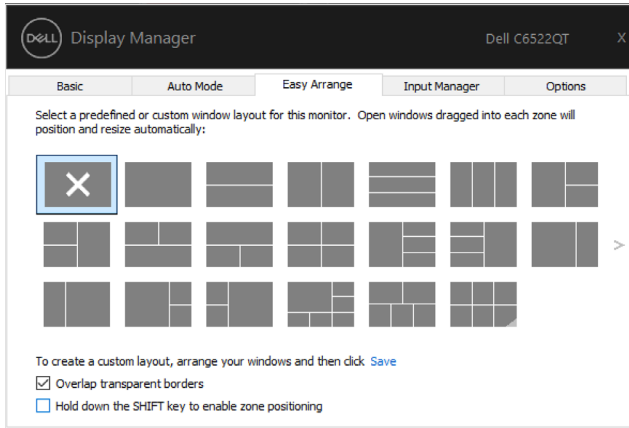 DELL Display Manager Dell C6522QT X
Basic Auto Mode Easy Arrange Input Manager Options
Select a predefined or custom window layout for this monitor. Open windows dragged into each zone will
position and resize automatically:
To create a custom layout, arrange your windows and then click Save
Overlap transparent borders
Hold down the SHIFT key to enable zone positioning